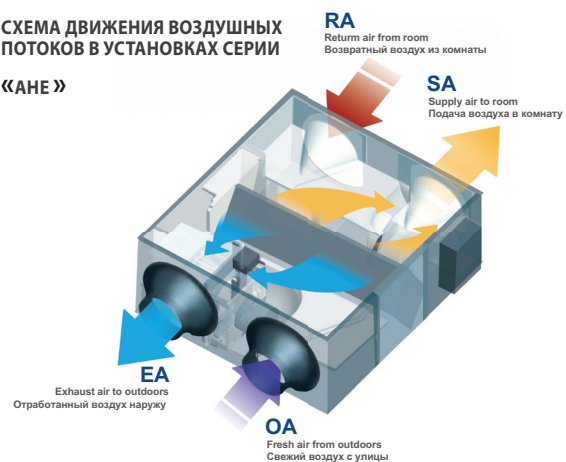 СХЕМА ДВИЖЕНИЯ ВОЗДУШНЫХ
ПОТОКОВ В УСТАНОВКАХ СЕРИИ
«АНЕ»
RA
Returm air from room
Возвратный воздух из комнаты
SA
Supply air to room
Подача воздуха в комнату
EA
Exhaust air to outdoors
Отработанный воздух наружу
OA
Fresh air from outdoors
Свежий воздух с улицы